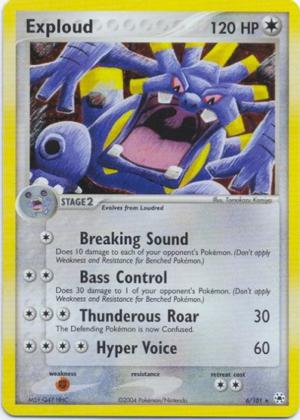 Exploud 120 HP
Illus. Tomokazu Komiya
STAGE 2 Evolves from Loudred
Breaking Sound
Does 10 damage to each of your opponent's Pokémon. (Don't apply
Weakness and Resistance for Benched Pokémon.)
Bass Control
Does 30 damage to 1 of your opponent's Pokémon. (Don't apply
Weakness and Resistance for Benched Pokémon.)
Thunderous Roar 30
The Defending Pokémon is now Confused.
Hyper Voice 60
weakness resistance retreat cost
©2004 Pokémon/Nintendo 6/101